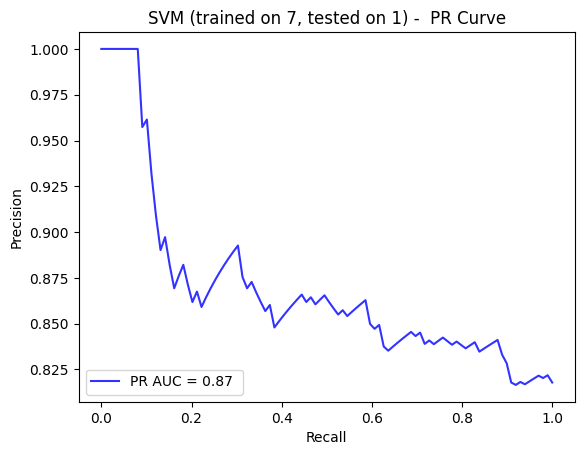 SVM (trained on 7, tested on 1) -  PR Curve
1.000
0.975
0.950
0.925
0.900
0.875
0.850
0.825
Precision
PR AUC = 0.87
0.0 0.2 0.4 0.6 0.8 1.0
Recall